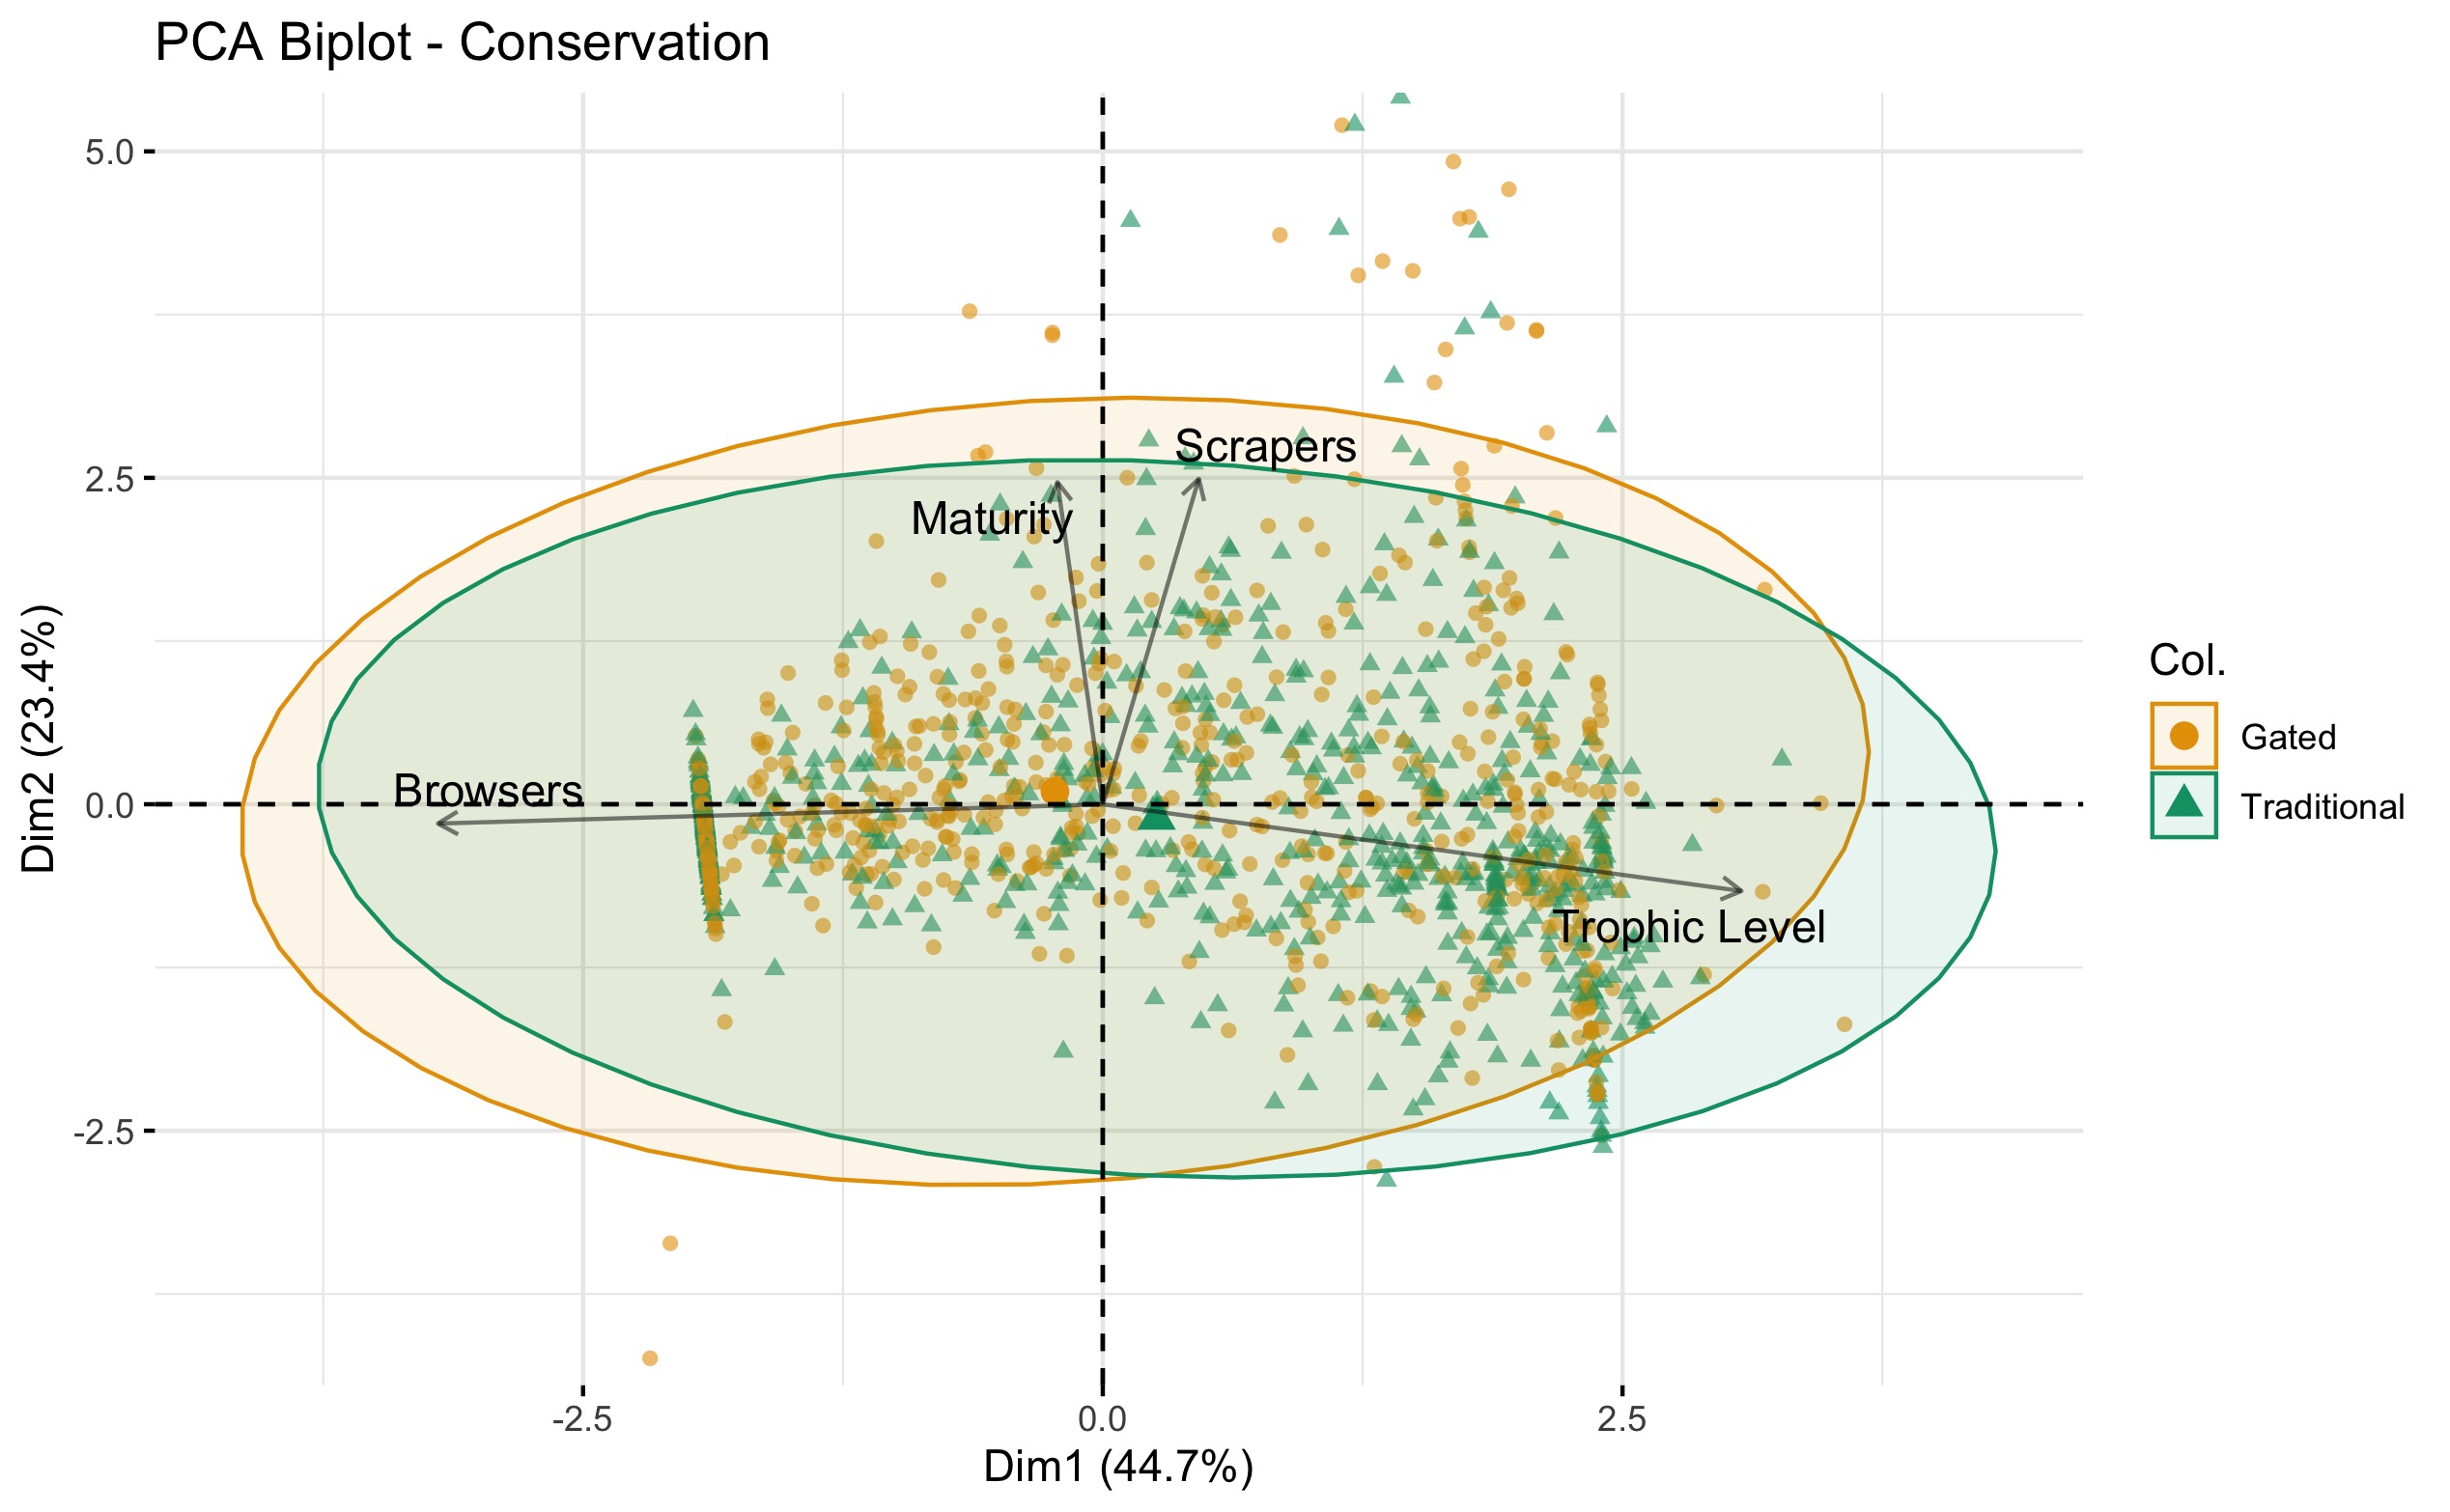 PCA Biplot - Conservation
5.0
2.5
0.0
-2.5
Dim2 (23.4%)
Scrapers
Maturity
Browsers
Trophic Level
-2.5
0.0
2.5
Dim1 (44.7%)
Col.
Gated
Traditional